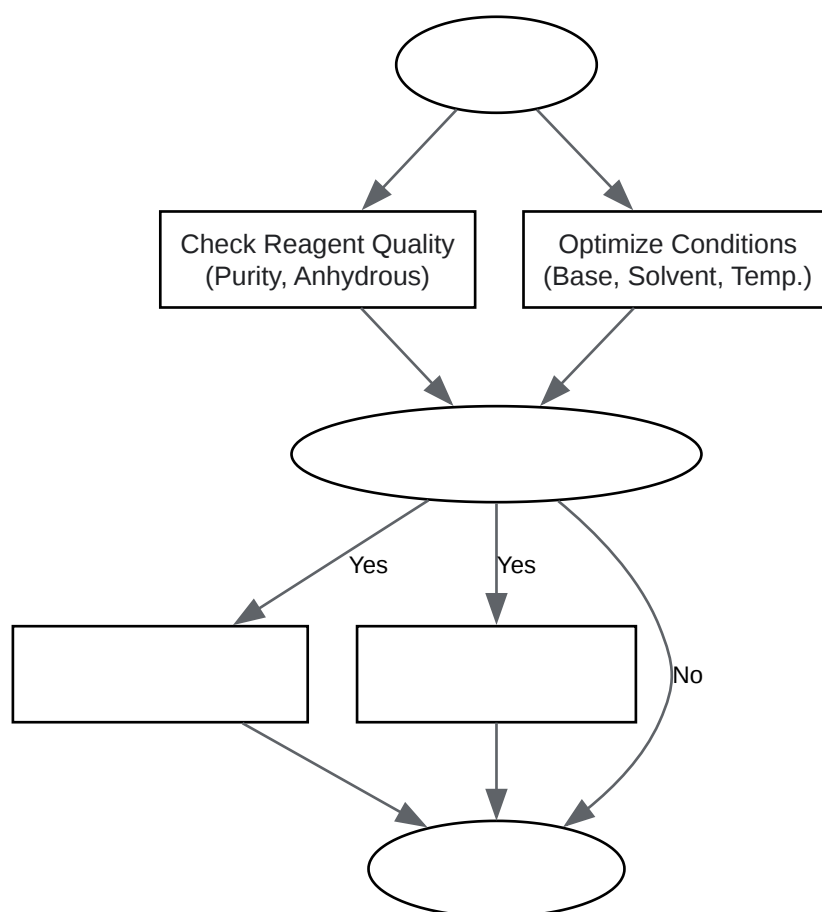 Check Reagent Quality
(Purity, Anhydrous)
Optimize Conditions
(Base, Solvent, Temp.)
Yes
Yes
No